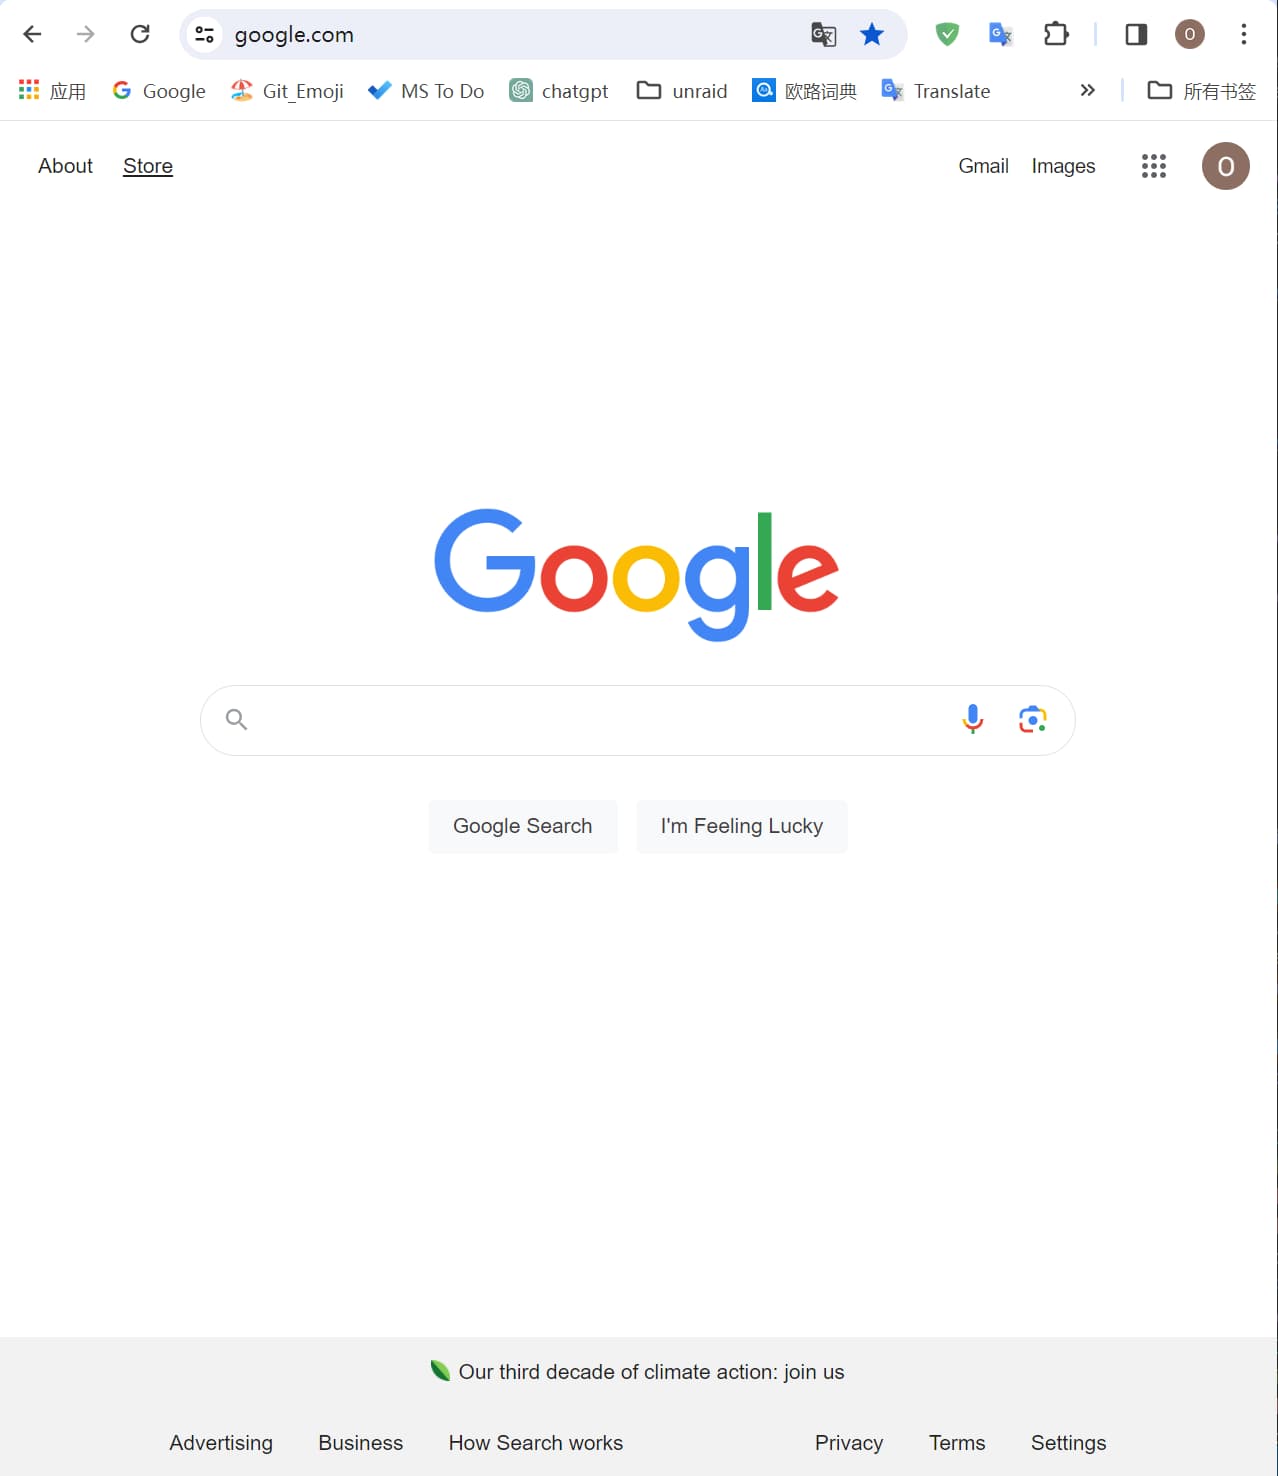 google.com
应用 Google Git_Emoji MS To Do chatgpt unraid 欧路词典 Translate » 所有书签
About Store Gmail Images O
Google
Google Search I'm Feeling Lucky
Our third decade of climate action: join us
Advertising Business How Search works Privacy Terms Settings